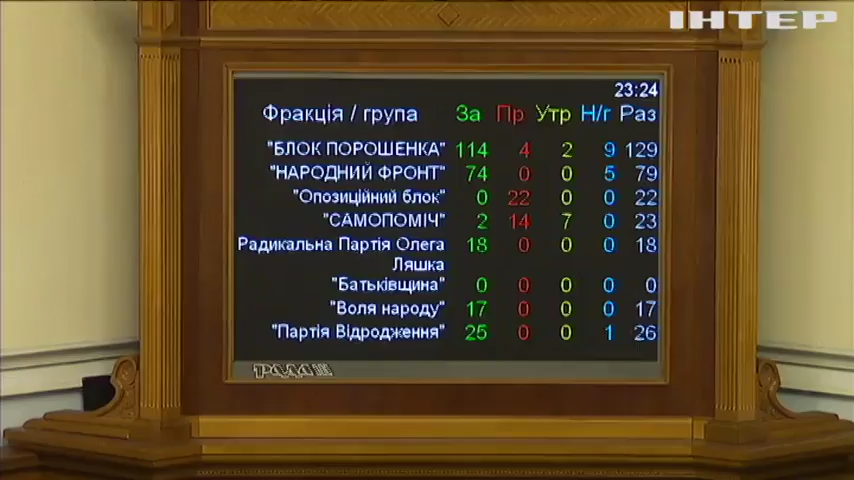 ІНТЕР
23:24
Фракція / група За Пр Утр Н/г Раз
"БЛОК ПОРОШЕНКА" 114 4 2 9 129
"НАРОДНИЙ ФРОНТ" 74 0 0 5 79
"Опозиційний блок" 0 22 0 0 22
"САМОПОМІЧ" 2 14 7 0 23
Радикальна Партія Олега 18 0 0 0 18
Ляшка
"Батьківщина" 0 0 0 0 0
"Воля народу" 17 0 0 0 17
"Партія Відродження" 25 0 0 1 26
РАДА